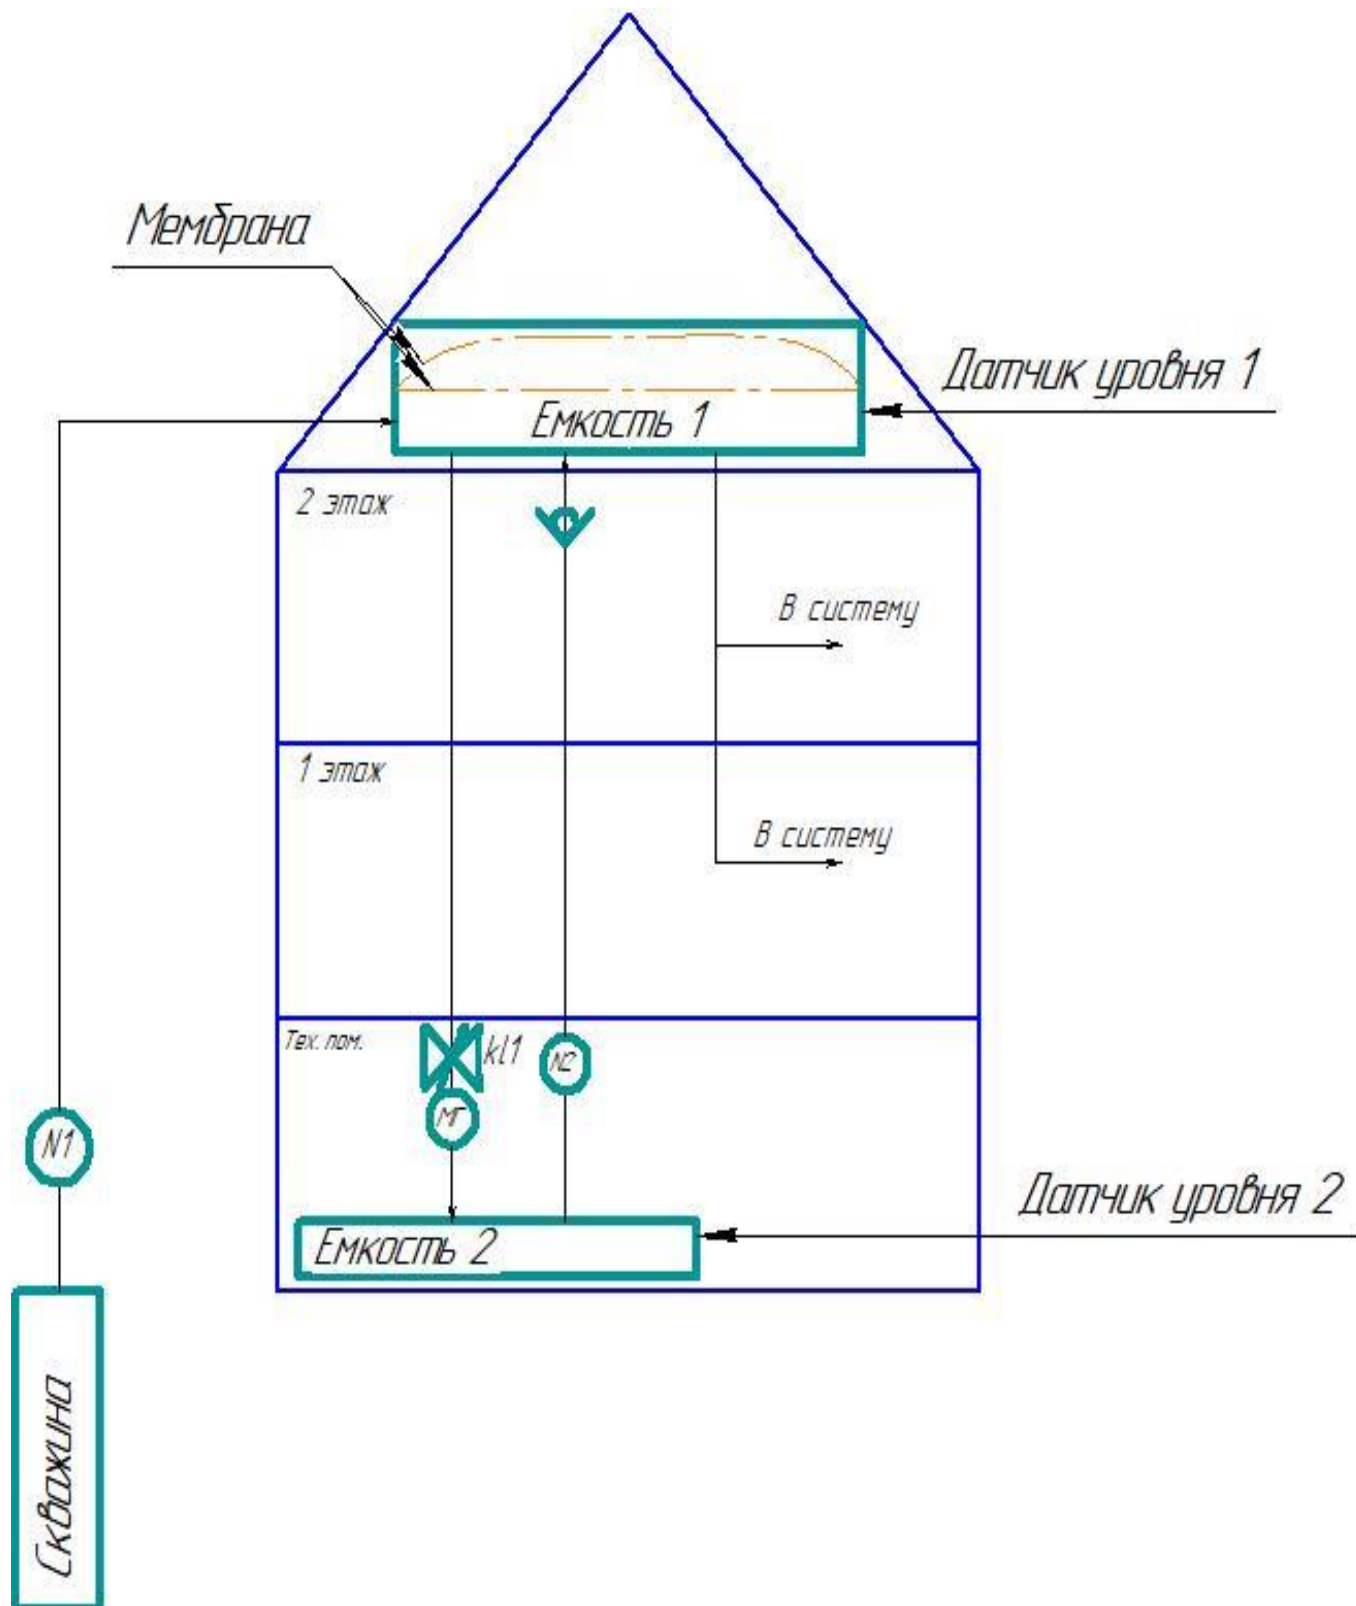 Мембрана
Датчик уровня 1
Емкость 1
2 этаж
В систему
1 этаж
В систему
Тех. пом.
kl1
N2
МГ
N1
Датчик уровня 2
Емкость 2
Скважина